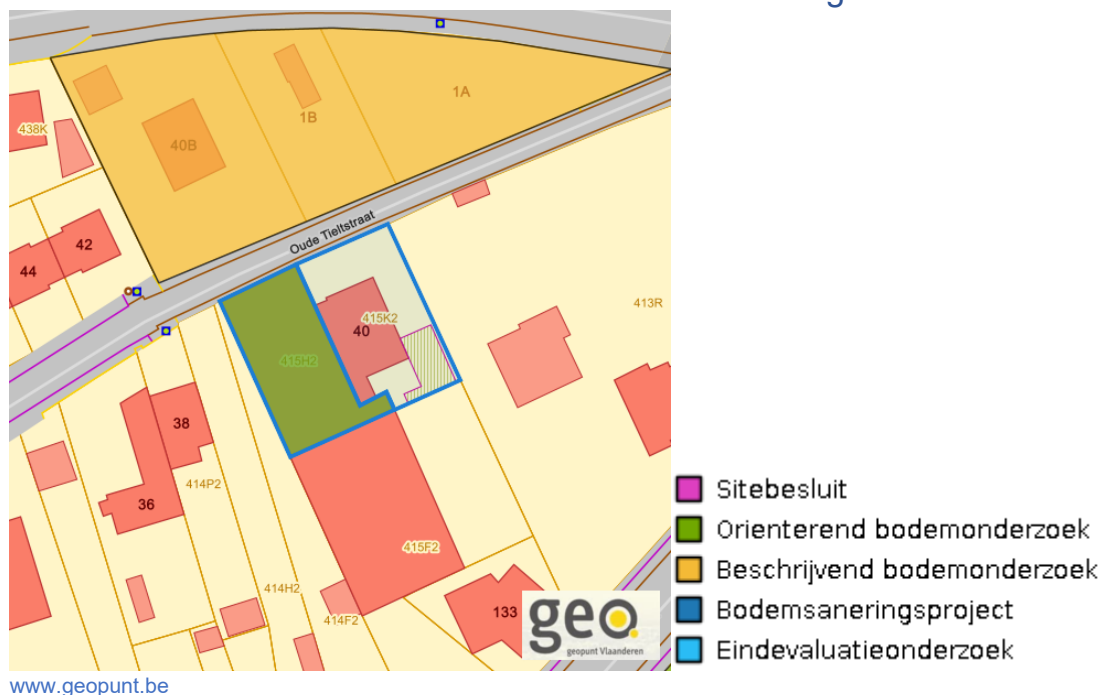 g
1A
1B
438K
40B
Oude Tieltstraat
42
44
413R
415K2
40
415H2
38
414P2
36
415F2
414H2
414F2
133
geo
geopunt Vlaanderen
Sitebesluit
Orienterend bodemonderzoek
Beschrijvend bodemonderzoek
Bodemsaneringsproject
Eindevaluatieonderzoek
www.geopunt.be